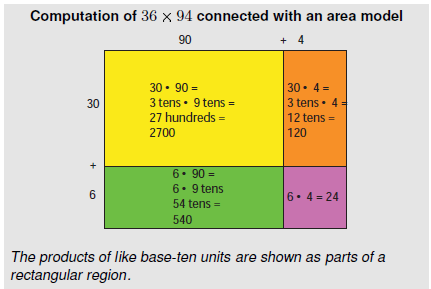 Computation of 36 × 94 connected with an area model
90 + 4
30
30 • 90 =
3 tens • 9 tens =
27 hundreds =
2700
30 • 4 =
3 tens • 4 =
12 tens =
120
+
6
6 • 90 =
6 • 9 tens
54 tens =
540
6 • 4 = 24
The products of like base-ten units are shown as parts of a
rectangular region.